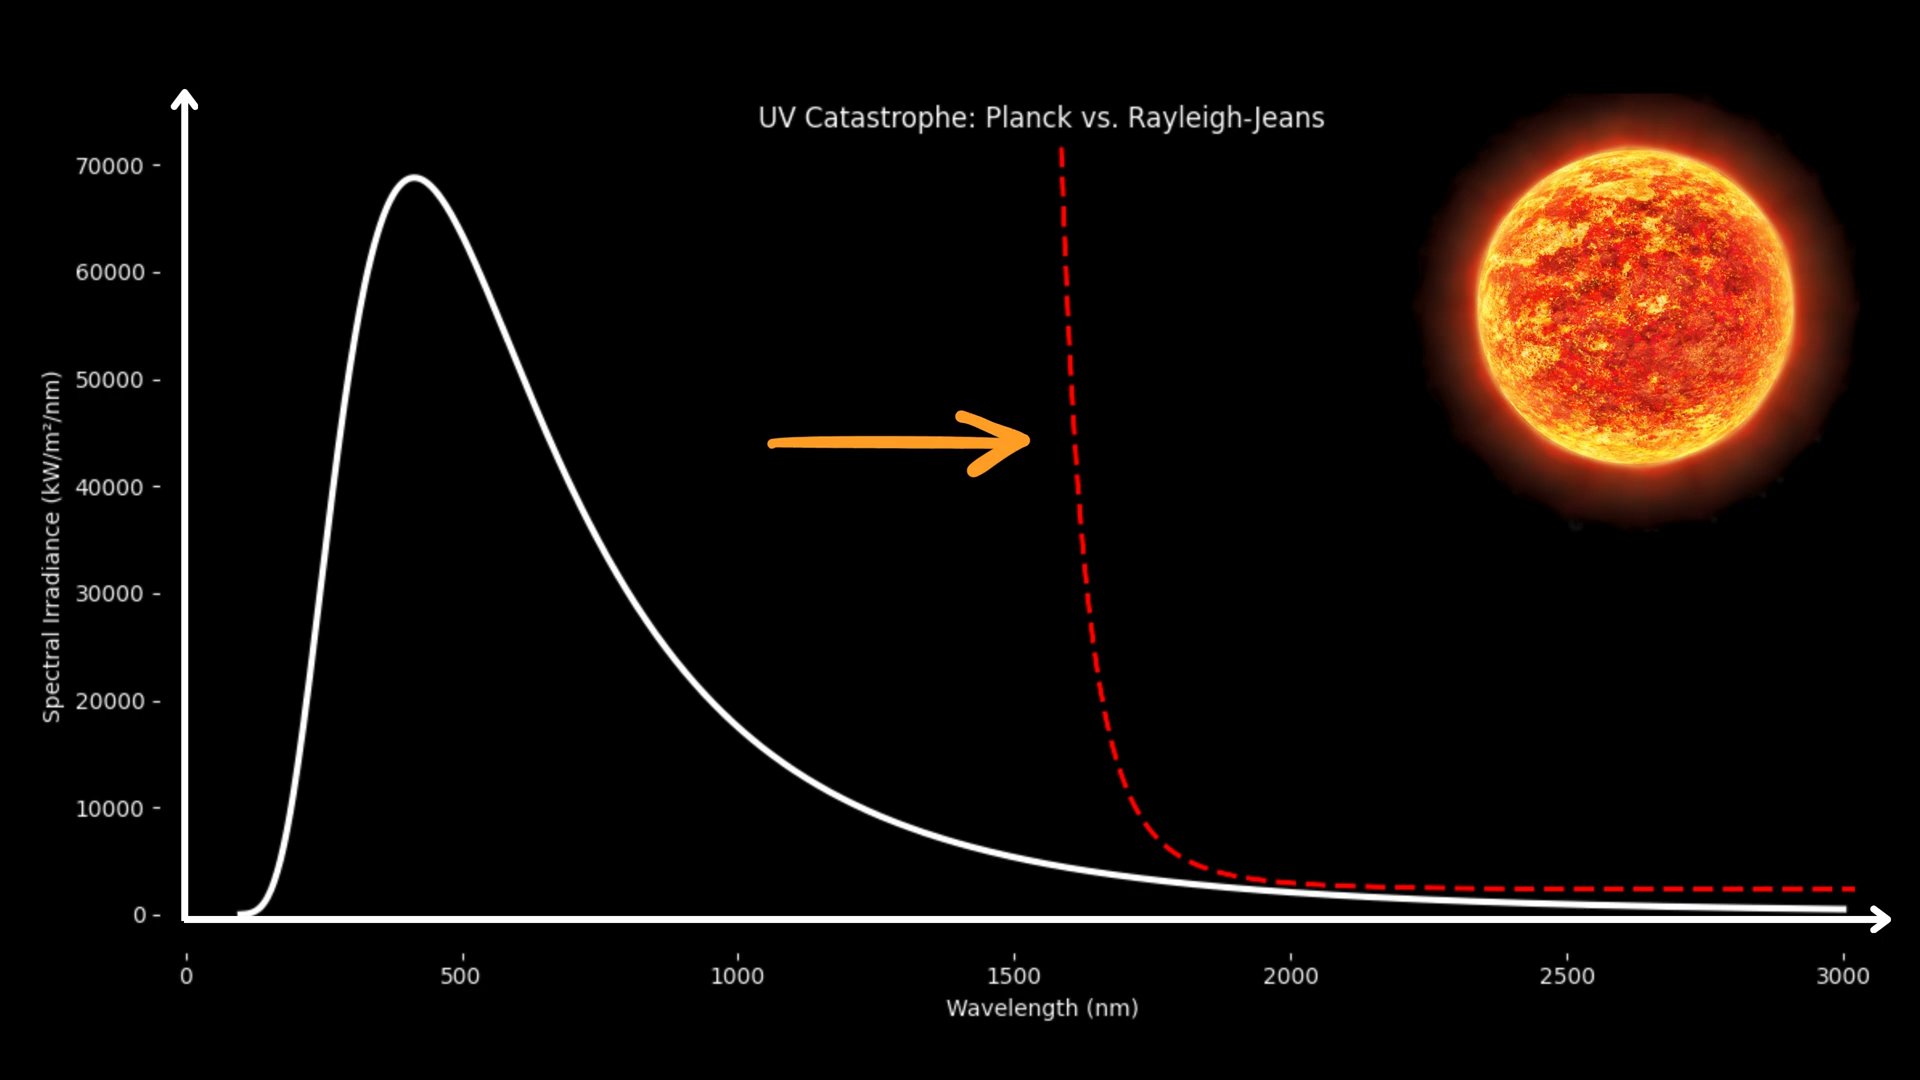 UV Catastrophe: Planck vs. Rayleigh-Jeans
Spectral Irradiance (kW/m²/nm)
70000
60000
50000
40000
30000
20000
10000
0
0 500 1000 1500 2000 2500 3000
Wavelength (nm)